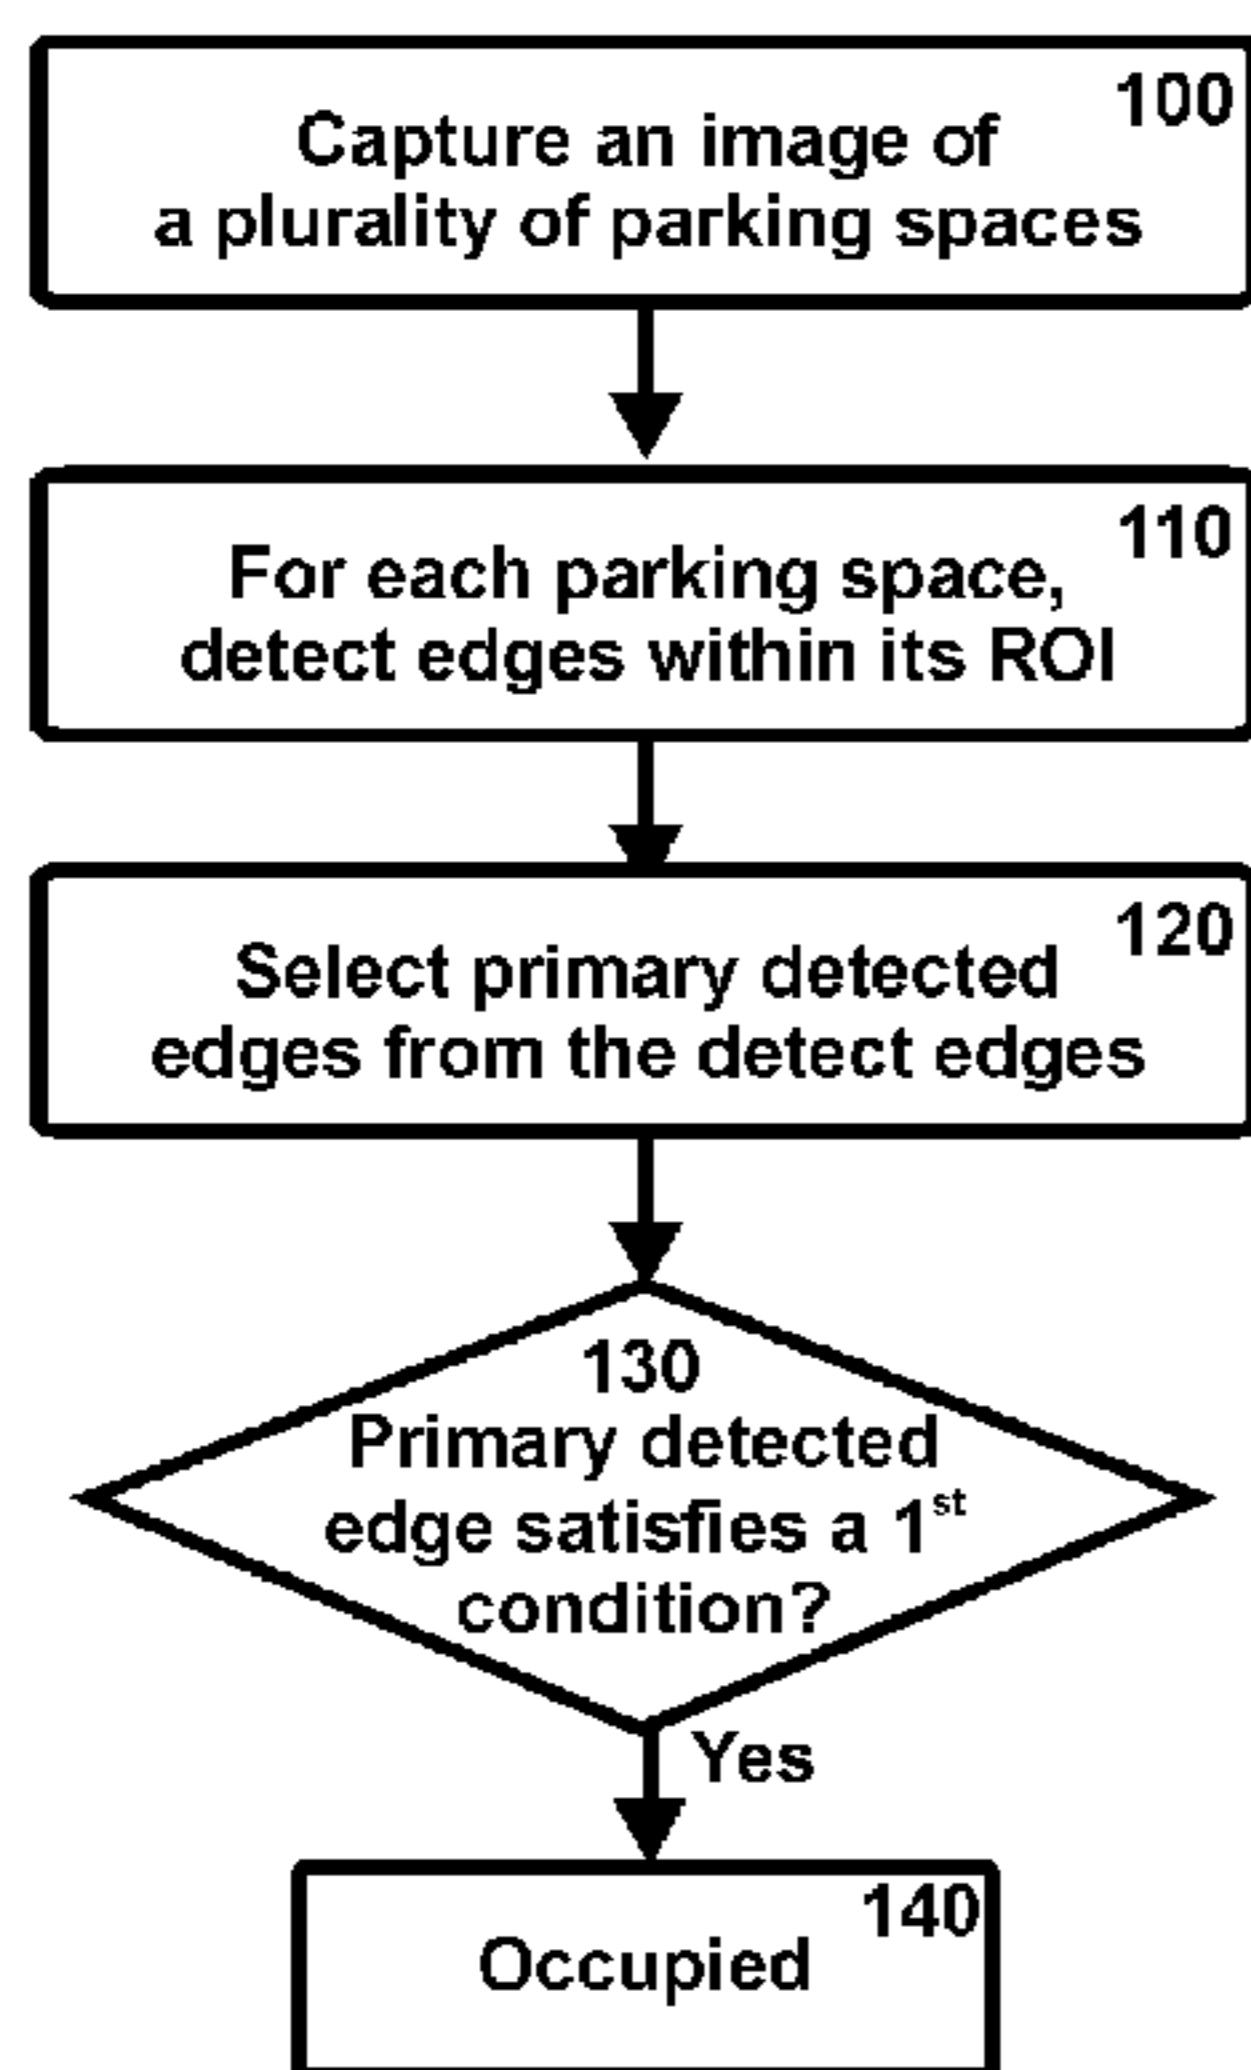 100
Capture an image of
a plurality of parking spaces
110
For each parking space,
detect edges within its ROI
120
Select primary detected
edges from the detect edges
130
Primary detected
edge satisfies a 1st
condition?
Yes
140
Occupied